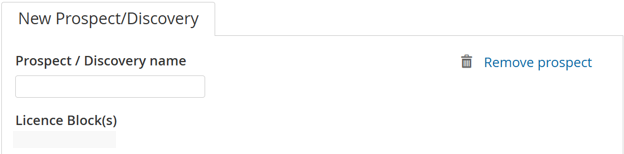 New Prospect/Discovery
Prospect / Discovery name
Remove prospect
Licence Block(s)